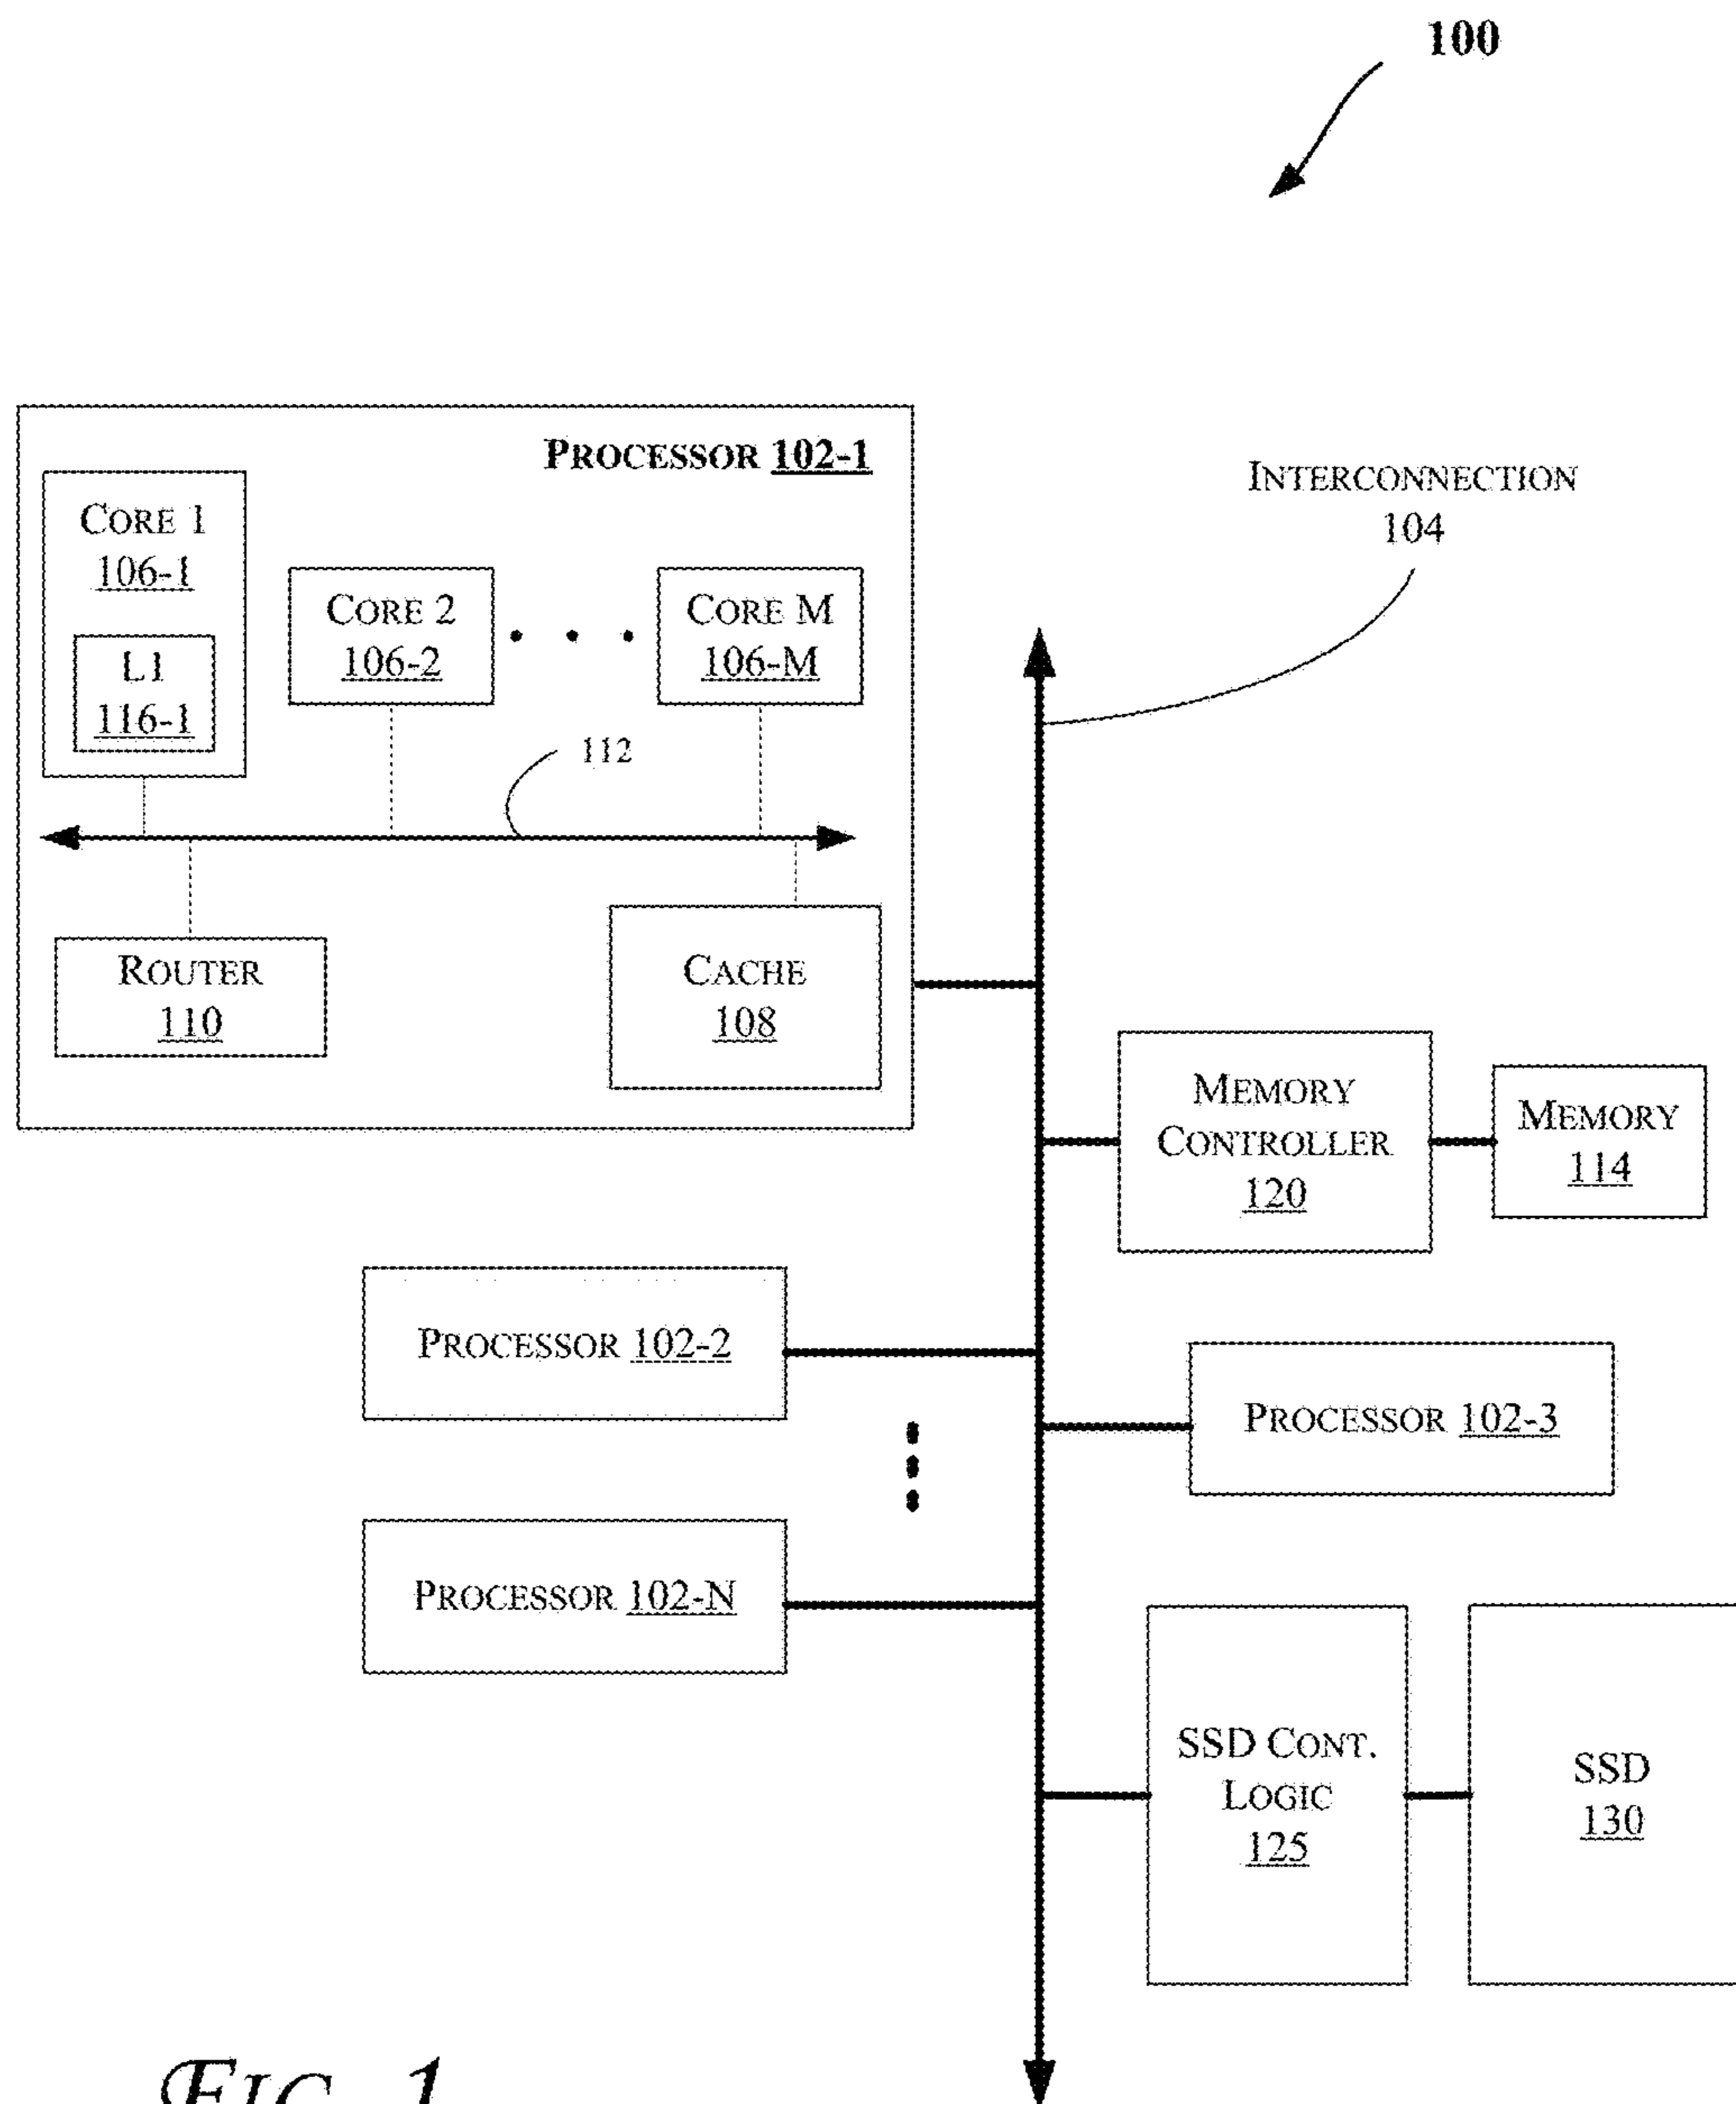 100
PROCESSOR 102-1
CORE 1
106-1
L1
116-1
CORE 2
106-2
CORE M
106-M
112
ROUTER
110
CACHE
108
INTERCONNECTION
104
MEMORY
CONTROLLER
120
MEMORY
114
PROCESSOR 102-2
PROCESSOR 102-3
PROCESSOR 102-N
SSD CONT.
LOGIC
125
SSD
130
FIG. 1